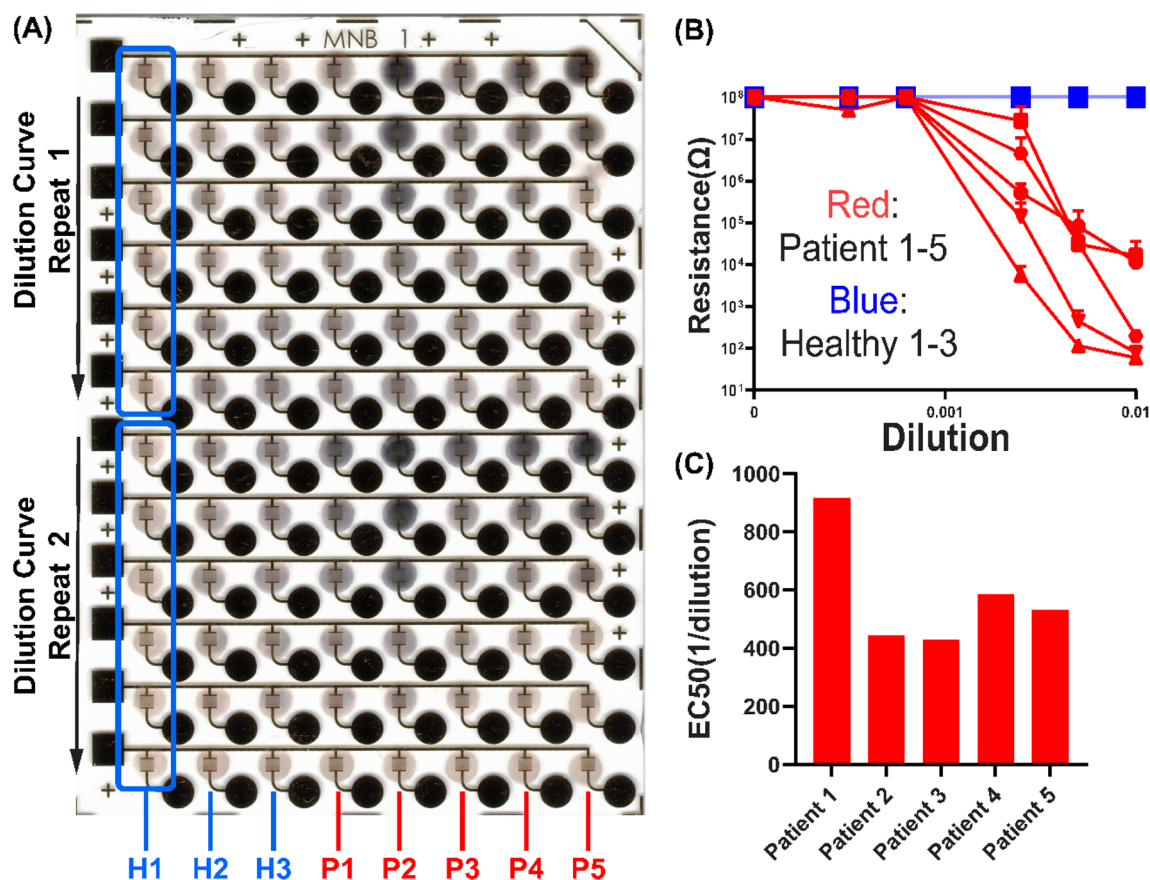 (A)
MNB 1
+ + + +
Dilution Curve
Repeat 1
Dilution Curve
Repeat 2
H1 H2 H3 P1 P2 P3 P4 P5
(B)
Resistance(Ω)
10⁸
10⁷
10⁶
10⁵
10⁴
10³
10²
10¹
Red:
Patient 1-5
Blue:
Healthy 1-3
0 0.001 0.01
Dilution
(C)
EC50(1/dilution)
1000
800
600
400
200
0
Patient 1
Patient 2
Patient 3
Patient 4
Patient 5